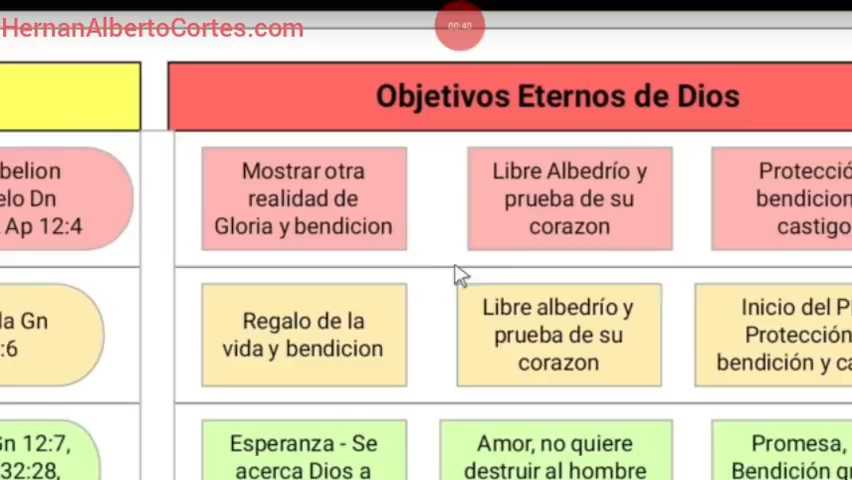 HernanAlbertoCortes.com
00:40
Objetivos Eternos de Dios
belion
elo Dn
Ap 12:4
Mostrar otra
realidad de
Gloria y bendicion
Libre Albedrío y
prueba de su
corazon
Protecció
bendicion
castigo
la Gn
:6
Regalo de la
vida y bendicion
Libre albedrío y
prueba de su
corazon
Inicio del P
Protección
bendición y ca
Gn 12:7,
32:28,
Esperanza - Se
acerca Dios a
Amor, no quiere
destruir al hombre
Promesa,
Bendición q